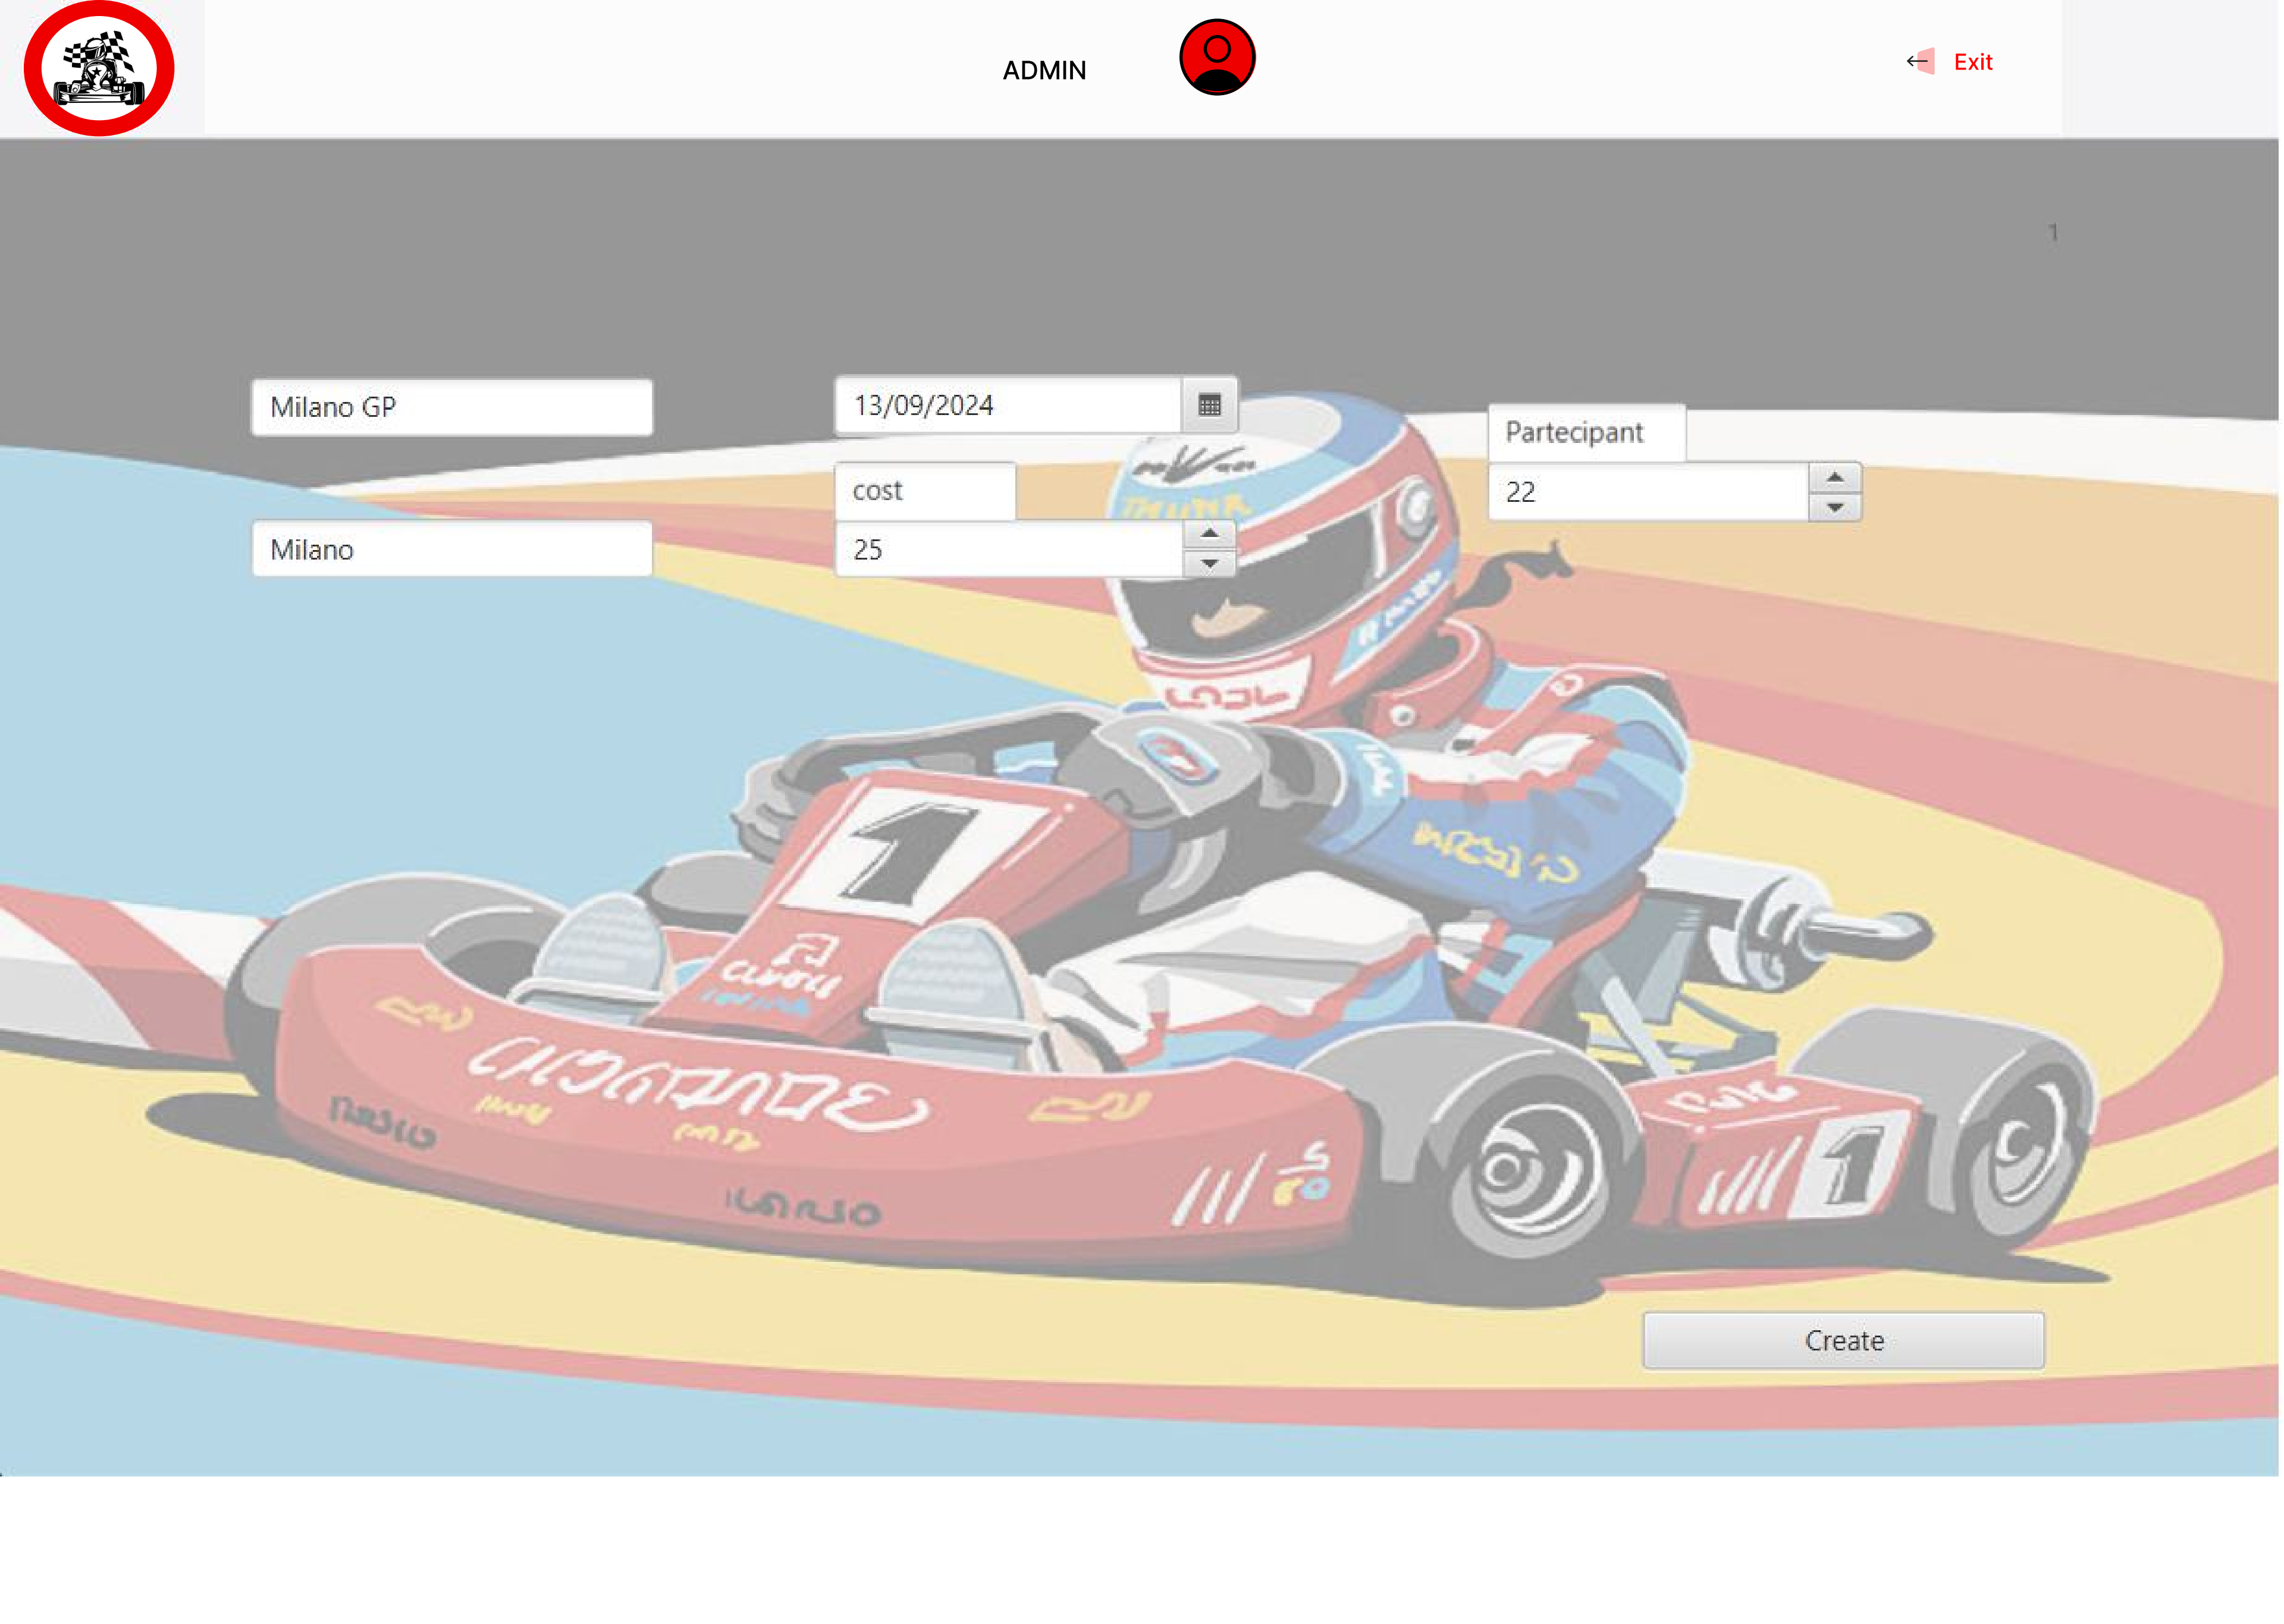 ADMIN
Exit
1
Milano GP
13/09/2024
Partecipant
cost
22
Milano
25
1
1
Create